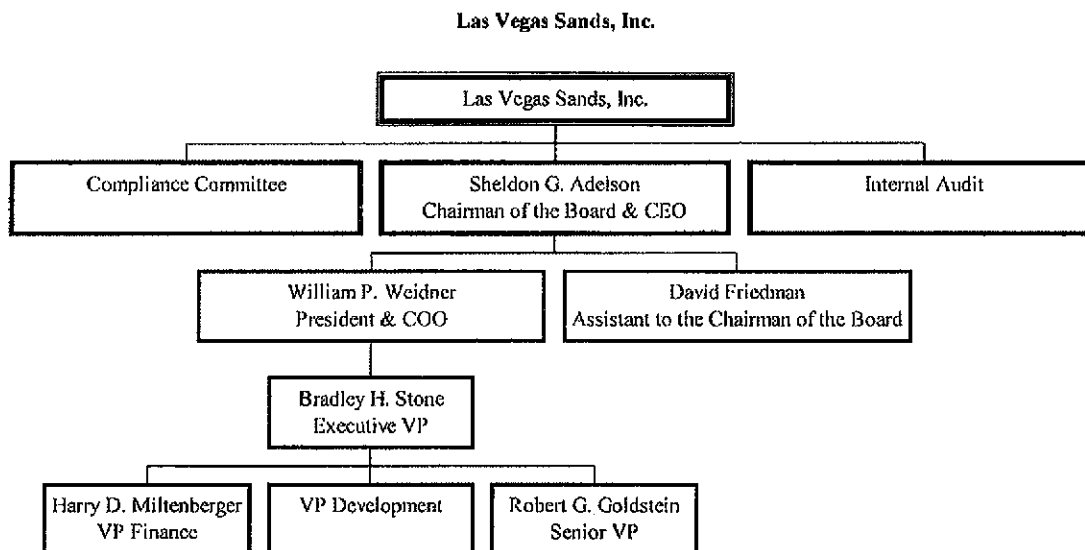 Las Vegas Sands, Inc.
Las Vegas Sands, Inc.
Compliance Committee
Sheldon G. Adelson
Chairman of the Board & CEO
Internal Audit
William P. Weidner
President & COO
David Friedman
Assistant to the Chairman of the Board
Bradley H. Stone
Executive VP
Harry D. Miltenberger
VP Finance
VP Development
Robert G. Goldstein
Senior VP